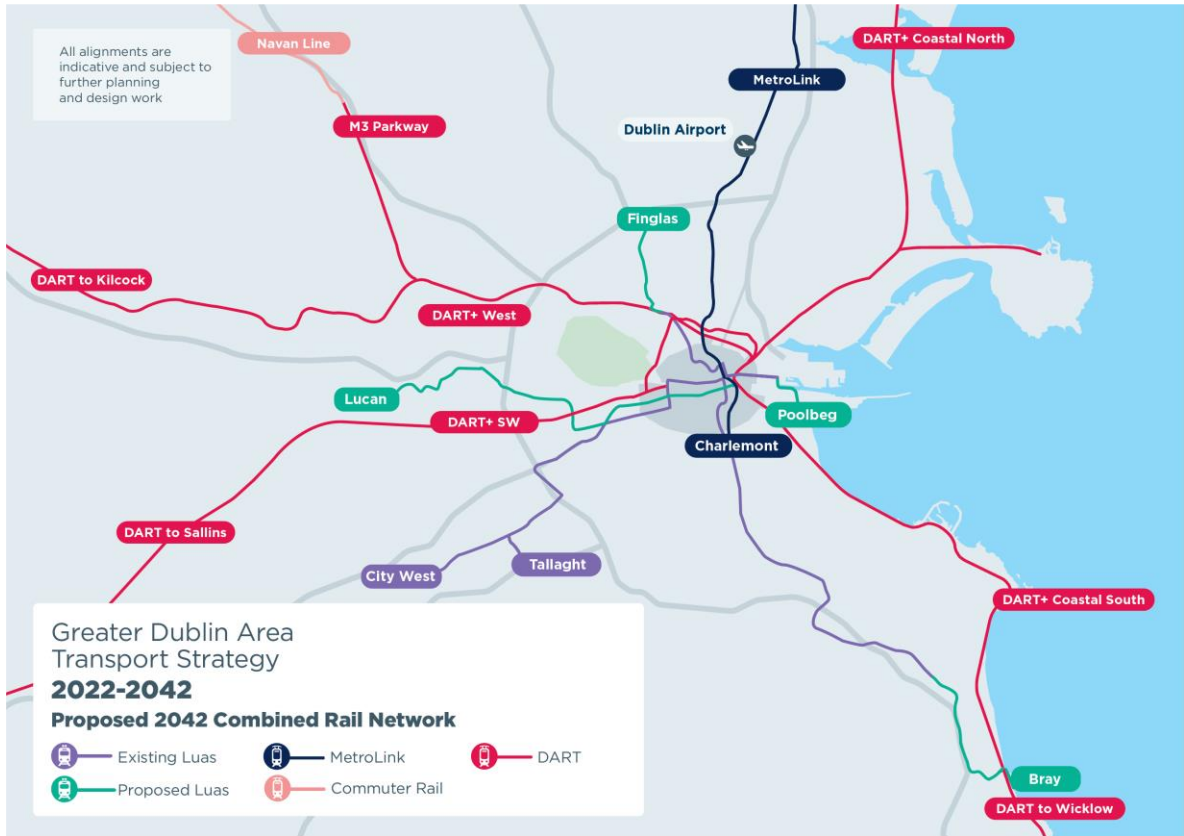 All alignments are
indicative and subject to
further planning
and design work
Navan Line
DART+ Coastal North
MetroLink
M3 Parkway
Dublin Airport
Finglas
DART to Kilcock
DART+ West
Lucan
DART+ SW
Poolbeg
Charlemont
DART to Sallins
City West
Tallaght
DART+ Coastal South
Bray
DART to Wicklow
Greater Dublin Area
Transport Strategy
2022-2042
Proposed 2042 Combined Rail Network
Existing Luas
MetroLink
DART
Proposed Luas
Commuter Rail